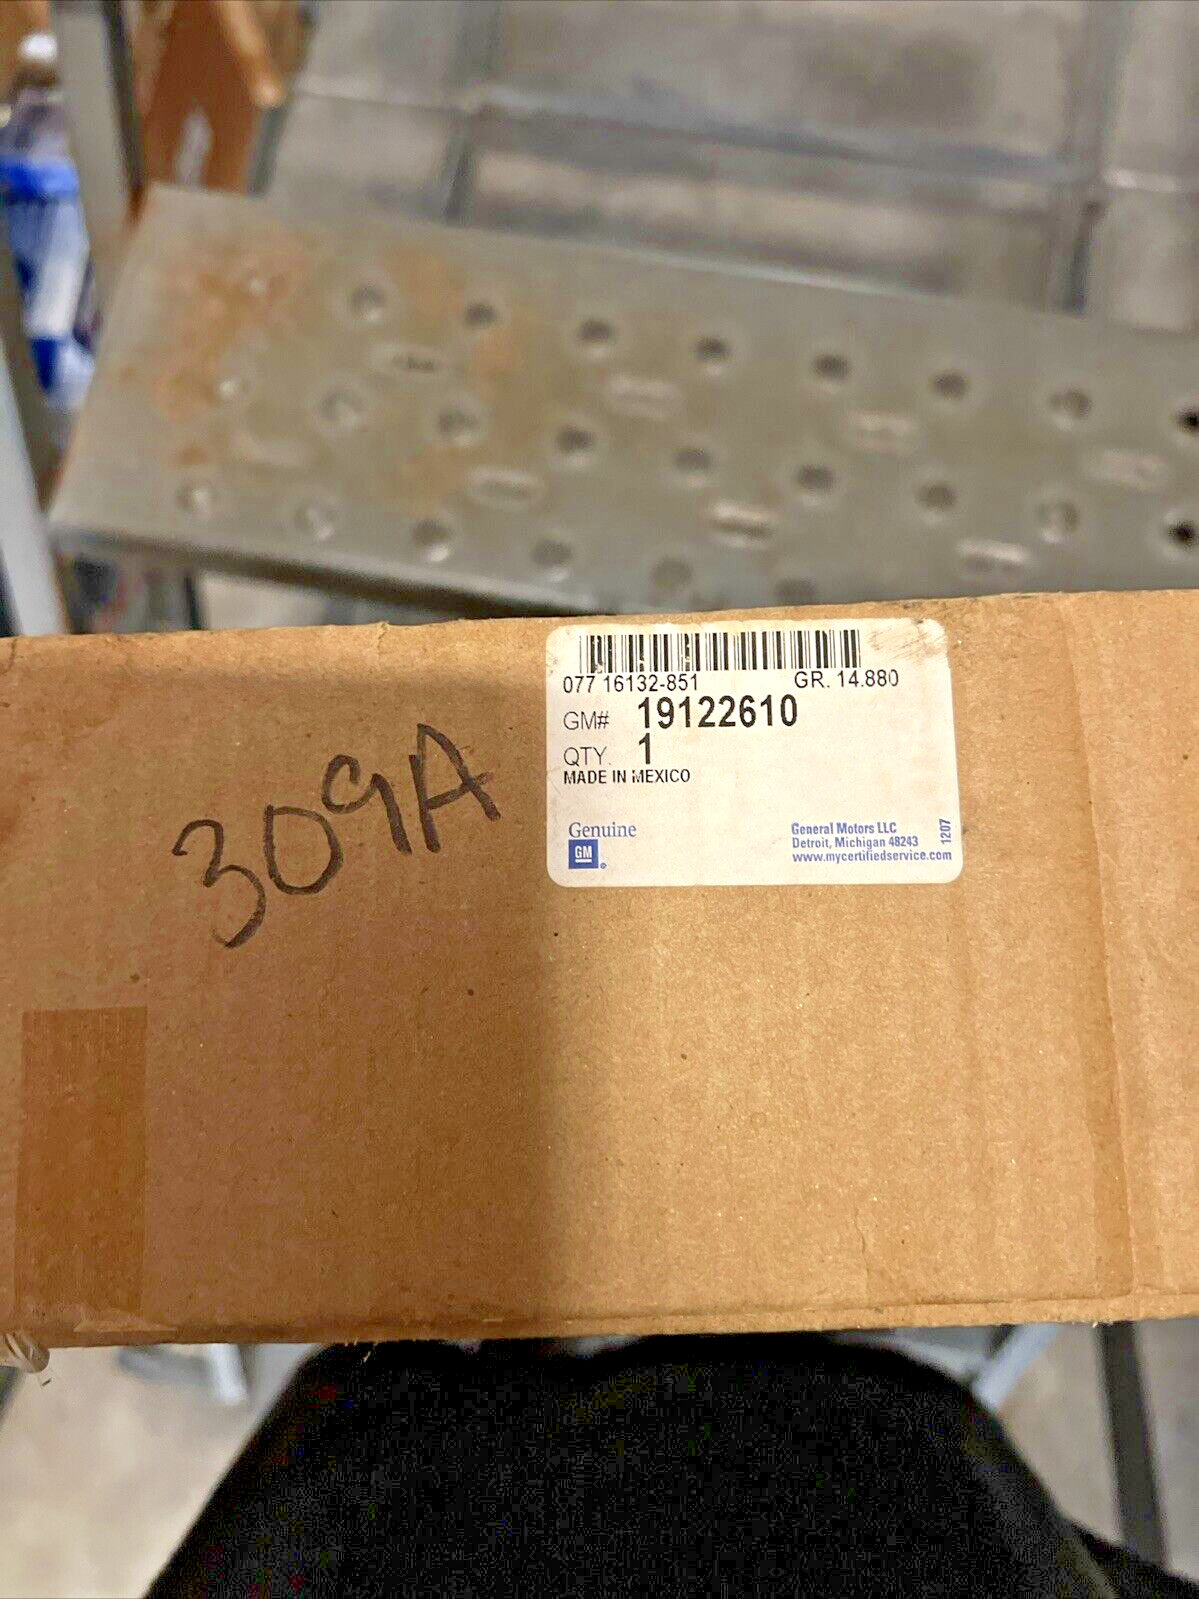 077 16132-851 GR. 14.880
GM# 19122610
QTY. 1
MADE IN MEXICO
Genuine
GM
General Motors LLC
Detroit, Michigan 48243
www.mycertifiedservice.com
1207
309A